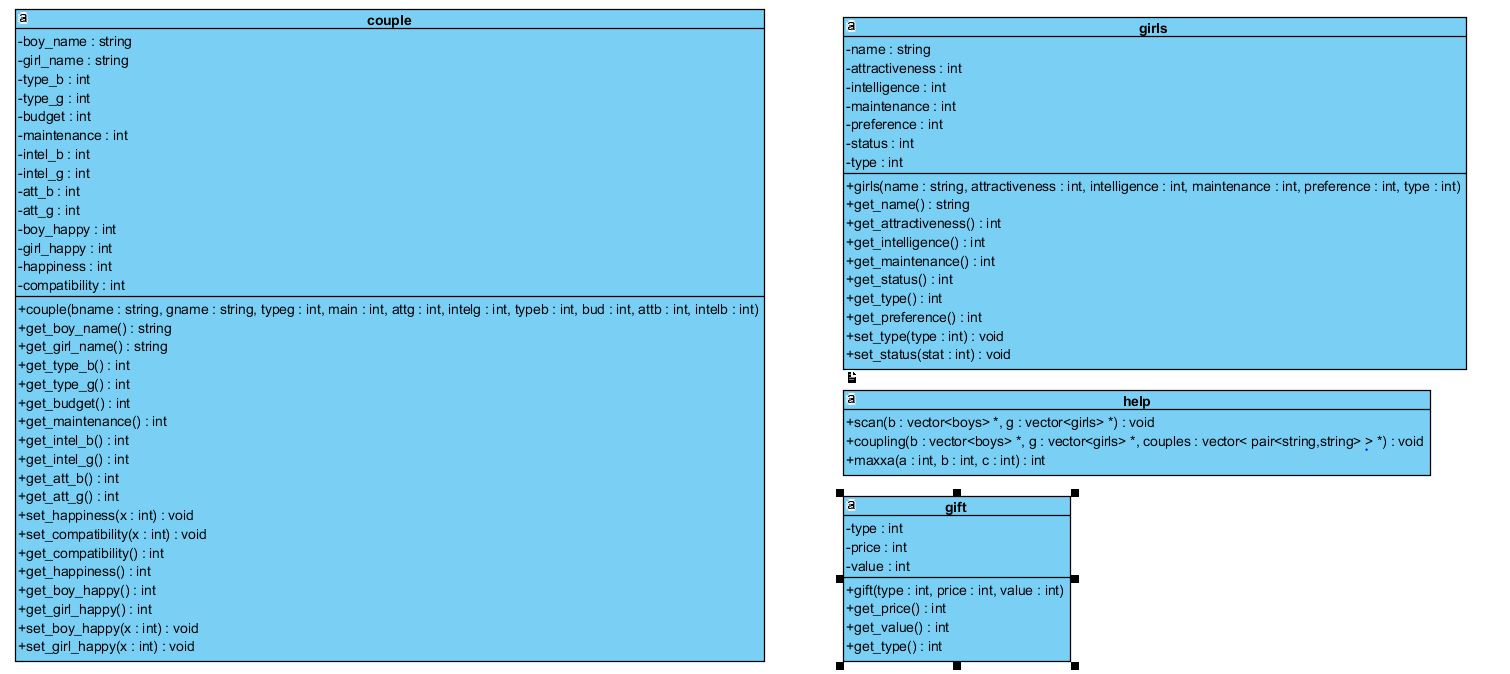 couple
-boy_name : string
-girl_name : string
-type_b : int
-type_g : int
-budget : int
-maintenance : int
-intel_b : int
-intel_g : int
-att_b : int
-att_g : int
-boy_happy : int
-girl_happy : int
-happiness : int
-compatibility : int
+couple(bname : string, gname : string, typeg : int, main : int, attg : int, intelg : int, typeb : int, bud : int, attb : int, intelb : int)
+get_boy_name() : string
+get_girl_name() : string
+get_type_b() : int
+get_type_g() : int
+get_budget() : int
+get_maintenance() : int
+get_intel_b() : int
+get_intel_g() : int
+get_att_b() : int
+get_att_g() : int
+set_happiness(x : int) : void
+set_compatibility(x : int) : void
+get_compatibility() : int
+get_happiness() : int
+get_boy_happy() : int
+get_girl_happy() : int
+set_boy_happy(x : int) : void
+set_girl_happy(x : int) : void
girls
-name : string
-attractiveness : int
-intelligence : int
-maintenance : int
-preference : int
-status : int
-type : int
+girls(name : string, attractiveness : int, intelligence : int, maintenance : int, preference : int, type : int)
+get_name() : string
+get_attractiveness() : int
+get_intelligence() : int
+get_maintenance() : int
+get_status() : int
+get_type() : int
+get_preference() : int
+set_type(type : int) : void
+set_status(stat : int) : void
help
+scan(b : vector<boys> *, g : vector<girls> *) : void
+coupling(b : vector<boys> *, g : vector<girls> *, couples : vector< pair<string,string> > *) : void
+maxxa(a : int, b : int, c : int) : int
gift
-type : int
-price : int
-value : int
+gift(type : int, price : int, value : int)
+get_price() : int
+get_value() : int
+get_type() : int